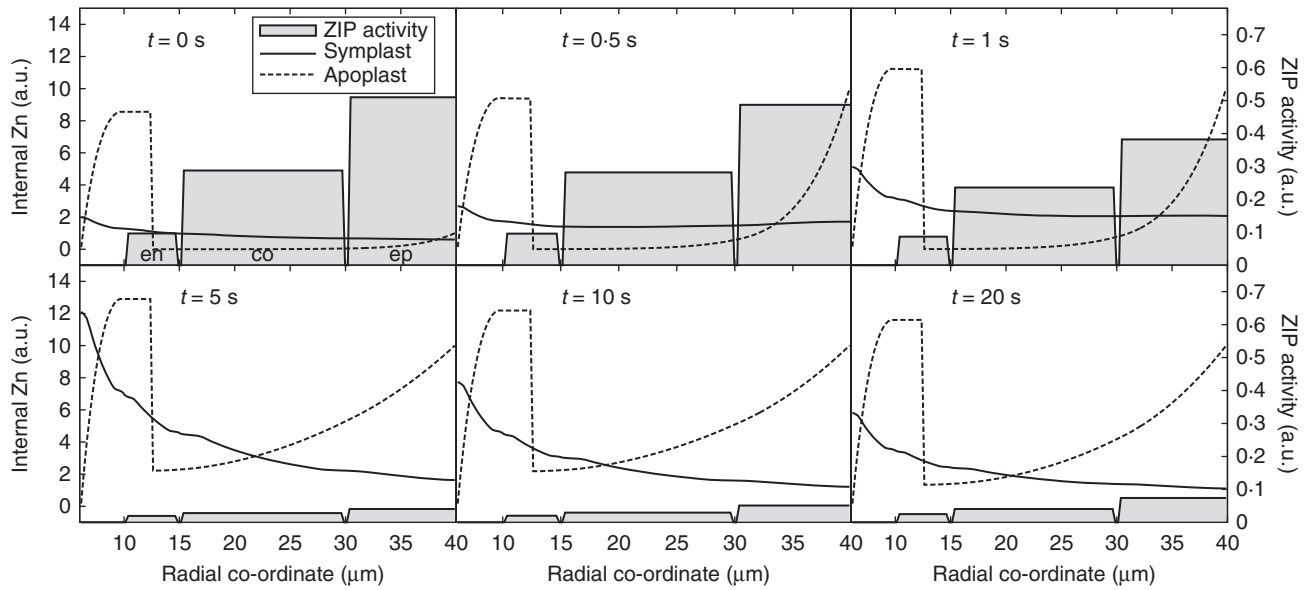 14
12
10
8
6
4
2
0
Internal Zn (a.u.)
t = 0 s
ZIP activity
Symplast
Apoplast
en
co
ep
t = 0·5 s
t = 1 s
0·7
0·6
0·5
0·4
0·3
0·2
0·1
0
ZIP activity (a.u.)
14
12
10
8
6
4
2
0
Internal Zn (a.u.)
t = 5 s
t = 10 s
t = 20 s
0·7
0·6
0·5
0·4
0·3
0·2
0·1
0
ZIP activity (a.u.)
10 15 20 25 30 35 40
10 15 20 25 30 35 40
10 15 20 25 30 35 40
Radial co-ordinate (μm)
Radial co-ordinate (μm)
Radial co-ordinate (μm)